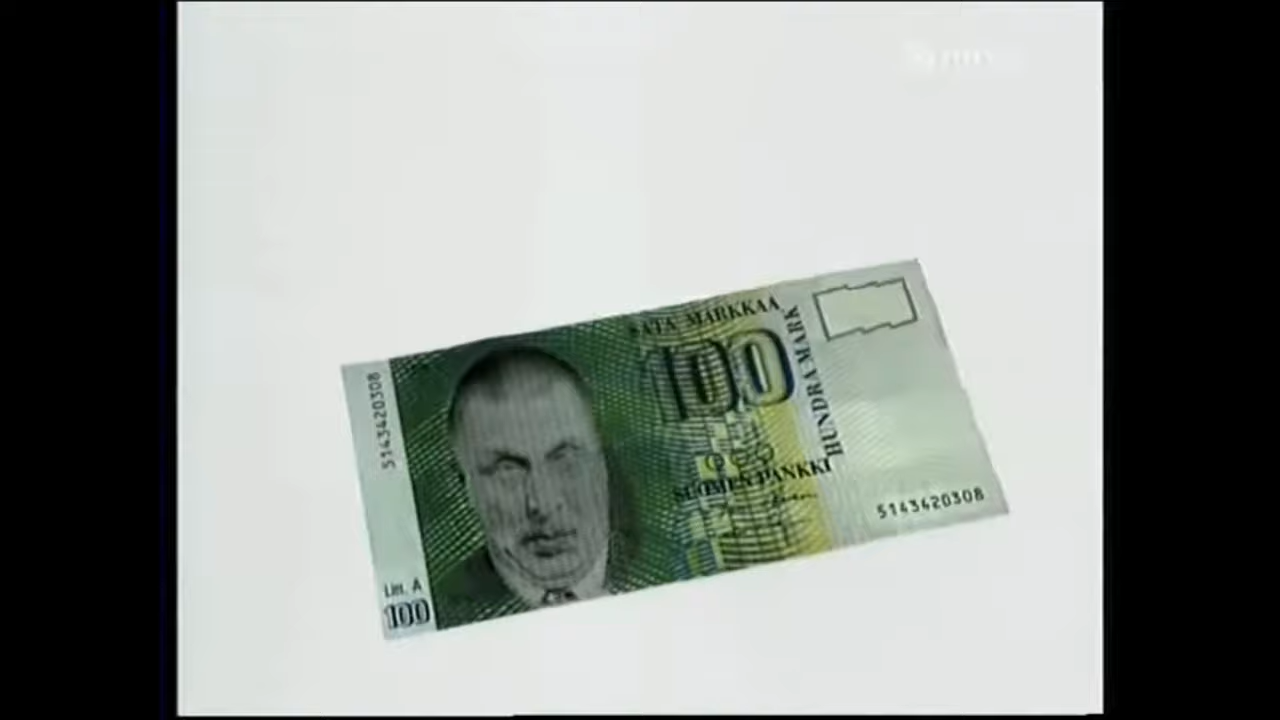 SATA MARKKAA
100
HUNDRA MARK
SUOMEN PANKKI
5143420308
5143420308
Litt. A
100